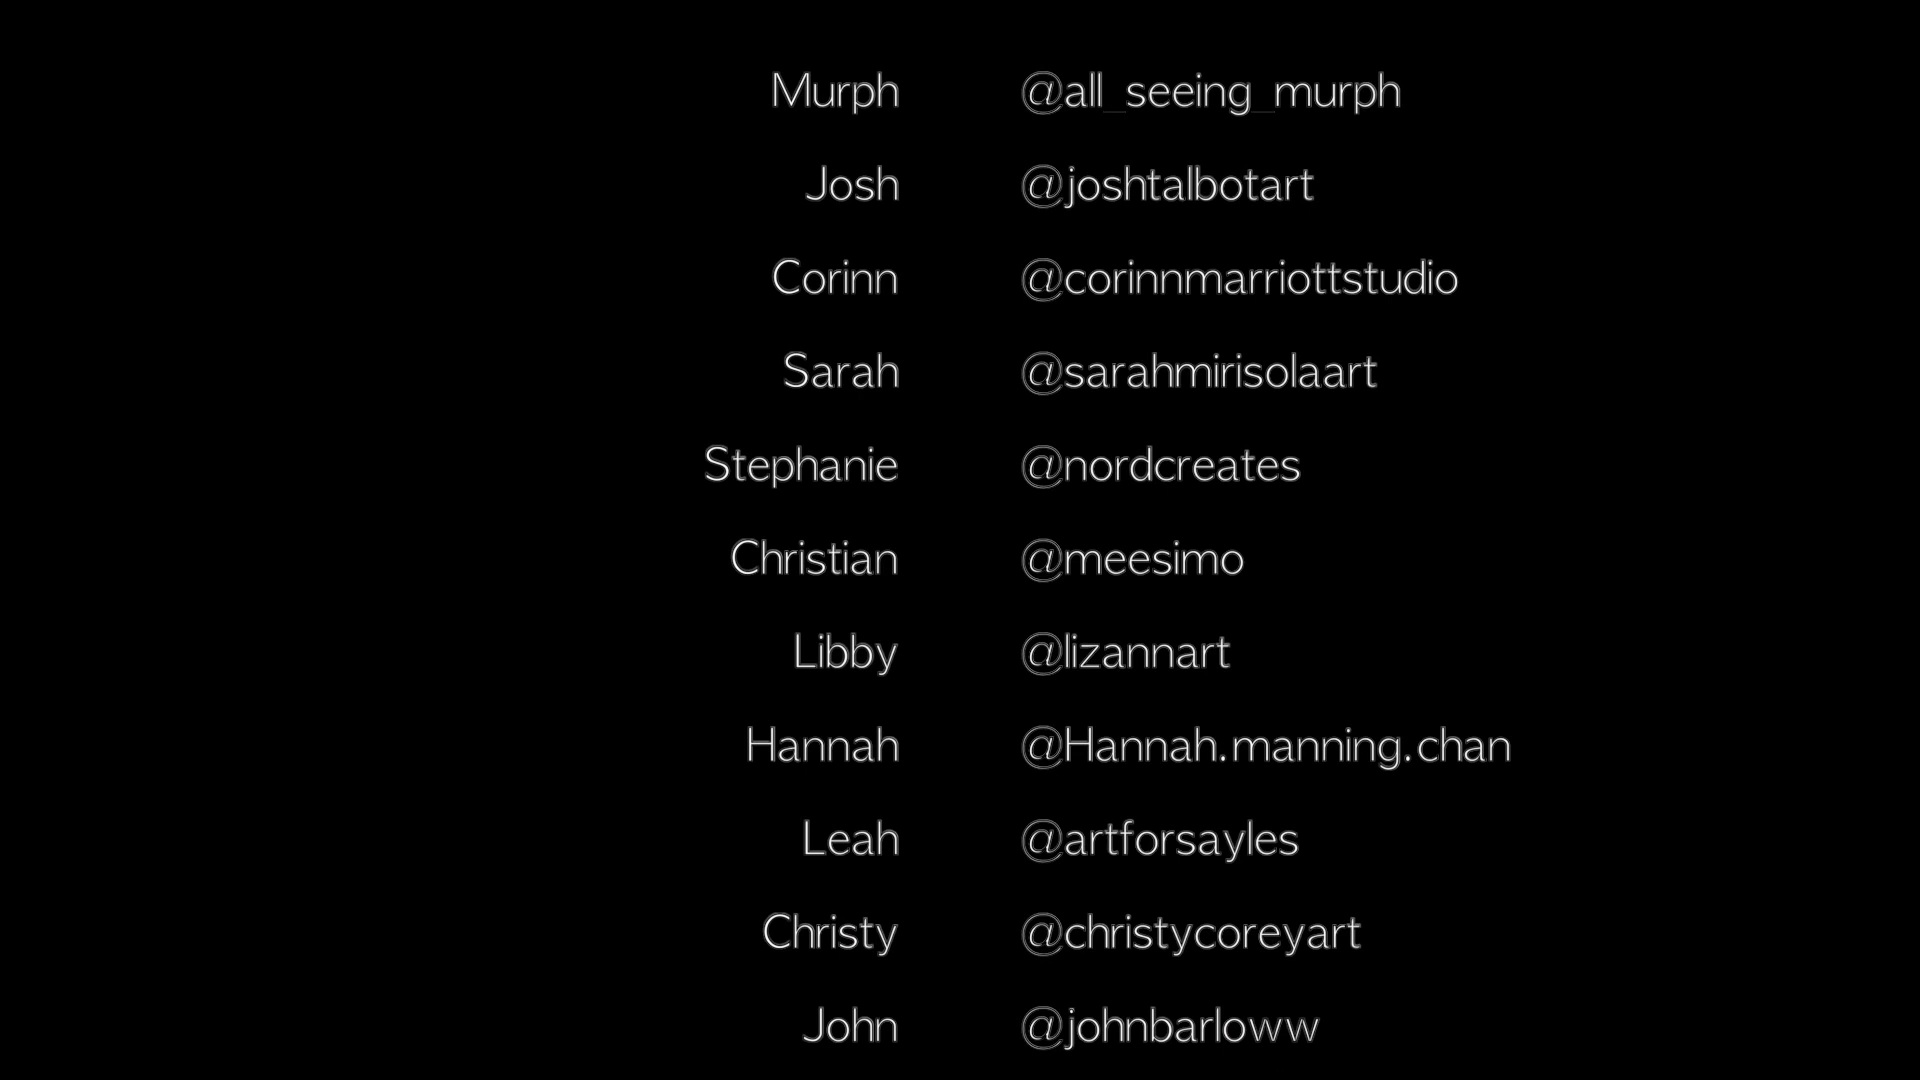 Murph @all_seeing_murph
Josh @joshtalbotart
Corinn @corinnmarriottstudio
Sarah @sarahmirisolaart
Stephanie @nordcreates
Christian @meesimo
Libby @lizannart
Hannah @Hannah.manning.chan
Leah @artforsayles
Christy @christycoreyart
John @johnbarloww